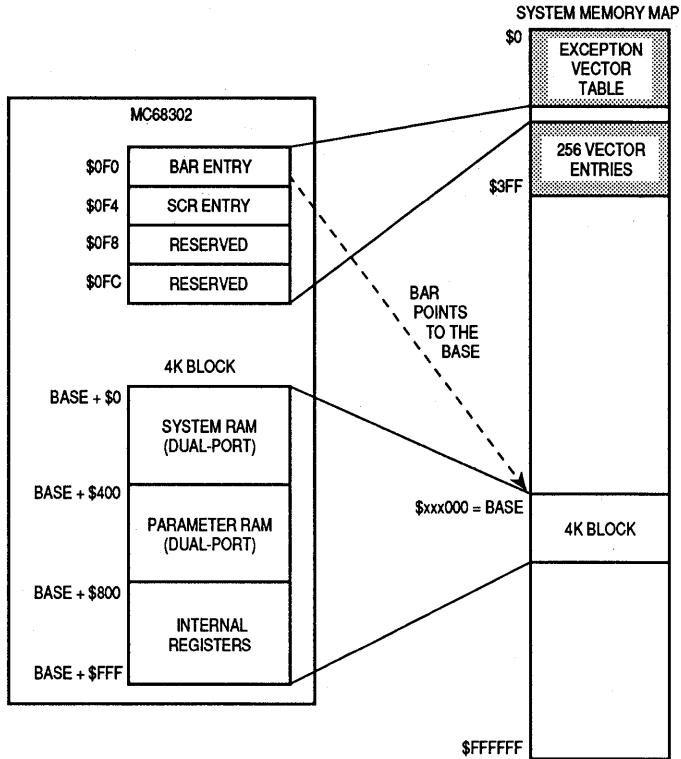 SYSTEM MEMORY MAP
$0
EXCEPTION
VECTOR
TABLE
256 VECTOR
ENTRIES
$3FF
MC68302
$0F0
BAR ENTRY
$0F4
SCR ENTRY
$0F8
RESERVED
$0FC
RESERVED
BAR
POINTS
TO THE
BASE
4K BLOCK
BASE + $0
SYSTEM RAM
(DUAL-PORT)
BASE + $400
PARAMETER RAM
(DUAL-PORT)
BASE + $800
INTERNAL
REGISTERS
BASE + $FFF
$xxx000 = BASE
4K BLOCK
$FFFFFF